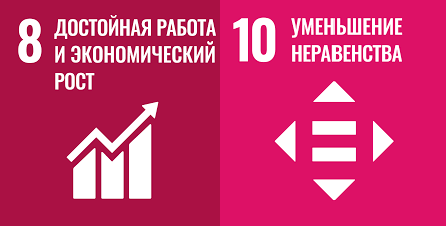 8
ДОСТОЙНАЯ РАБОТА
И ЭКОНОМИЧЕСКИЙ
РОСТ
10
УМЕНЬШЕНИЕ
НЕРАВЕНСТВА